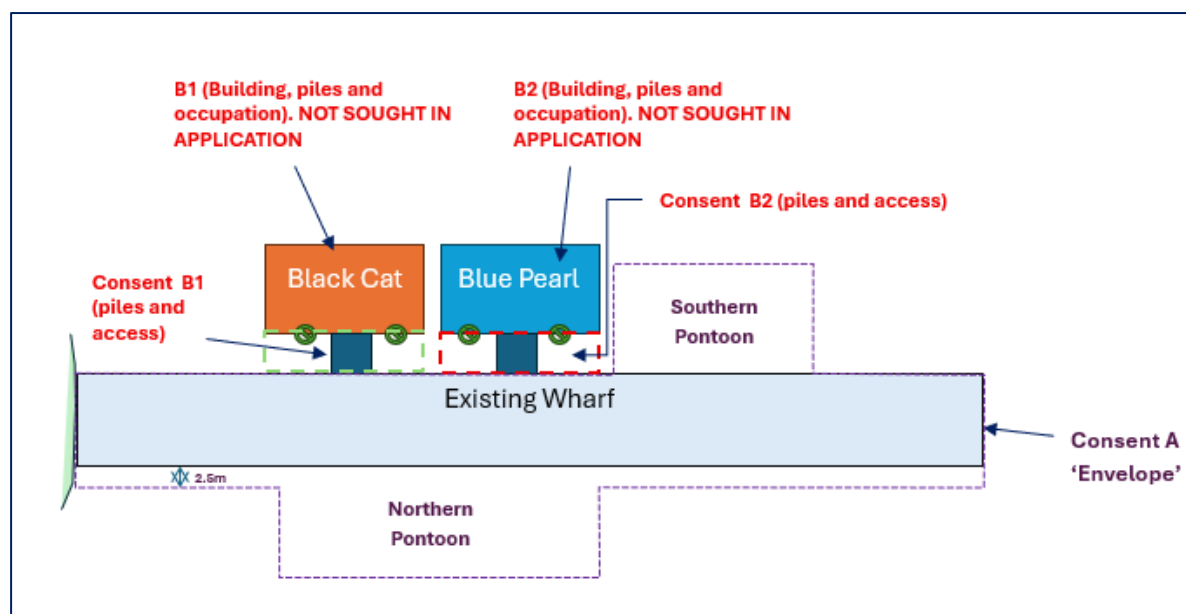 B1 (Building, piles and
occupation). NOT SOUGHT IN
APPLICATION
B2 (Building, piles and
occupation). NOT SOUGHT IN
APPLICATION
Consent B2 (piles and access)
Black Cat
Blue Pearl
Consent B1
(piles and
access)
Southern
Pontoon
Existing Wharf
Consent A
‘Envelope’
2.5m
Northern
Pontoon